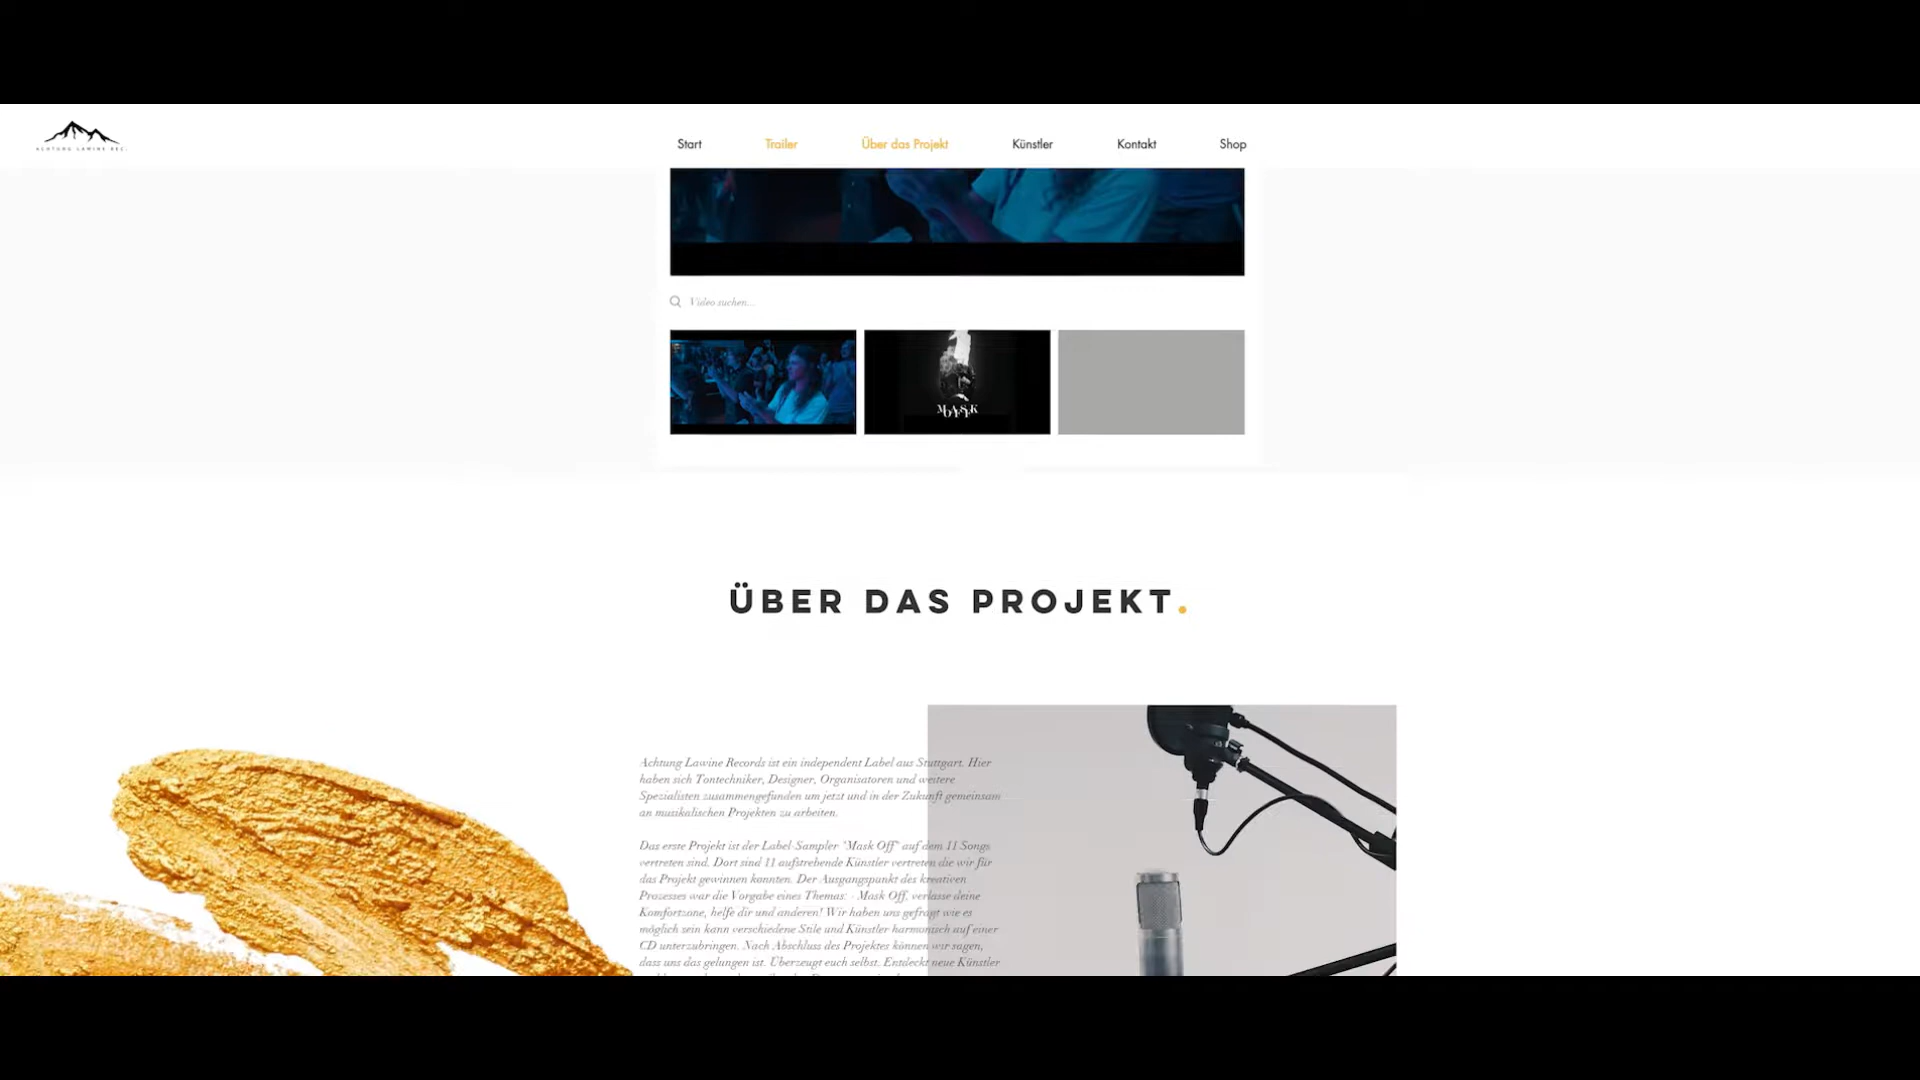 ACHTUNG LAWINE REC.
Start Trailer Über das Projekt Künstler Kontakt Shop
Video suchen...
MASK
OFF
ÜBER DAS PROJEKT.
Achtung Lawine Records ist ein independent Label aus Stuttgart. Hier
haben sich Tontechniker, Designer, Organisatoren und weitere
Spezialisten zusammengefunden um jetzt und in der Zukunft gemeinsam
an musikalischen Projekten zu arbeiten.
Das erste Projekt ist der Label-Sampler "Mask Off" auf dem 11 Songs
vertreten sind. Dort sind 11 aufstrebende Künstler vertreten die wir für
das Projekt gewinnen konnten. Der Ausgangspunkt des kreativen
Prozesses war die Vorgabe eines Themas: - Mask Off, verlasse deine
Komfortzone, helfe dir und anderen! Wir haben uns gefragt wie es
möglich sein kann verschiedene Stile und Künstler harmonisch auf einer
CD unterzubringen. Nach Abschluss des Projektes können wir sagen,
dass uns das gelungen ist. Überzeugt euch selbst. Entdeckt neue Künstler